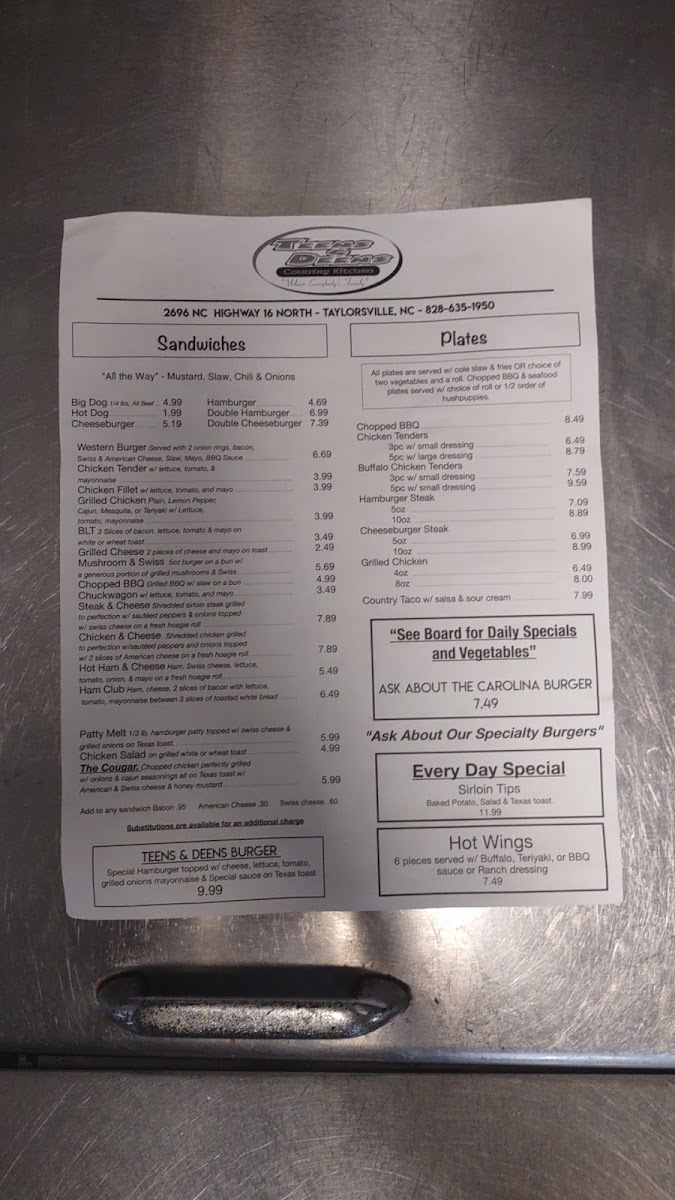 TEENS & DEENS
Country Kitchen
"Where Everybody's Family"
2696 NC HIGHWAY 16 NORTH - TAYLORSVILLE, NC - 828-635-1950
Sandwiches
"All the Way" - Mustard, Slaw, Chili & Onions
Big Dog 1/4 lbs, All Beef 4.99
Hot Dog 1.99
Cheeseburger 5.19
Hamburger 4.69
Double Hamburger 6.99
Double Cheeseburger 7.39
Western Burger Served with 2 onion rings, bacon,
Swiss & American Cheese, Slaw, Mayo, BBQ Sauce 6.69
Chicken Tender w/ lettuce, tomato, &
mayonnaise 3.99
Chicken Fillet w/ lettuce, tomato, and mayo 3.99
Grilled Chicken Plain, Lemon Pepper,
Cajun, Mesquita, or Teriyaki w/ Lettuce,
tomato, mayonnaise 3.99
BLT 3 Slices of bacon, lettuce, tomato & mayo on
white or wheat toast 3.49
Grilled Cheese 2 pieces of cheese and mayo on toast 2.49
Mushroom & Swiss 5oz burger on a bun w/
a generous portion of grilled mushrooms & Swiss 5.69
Chopped BBQ Grilled BBQ w/ slaw on a bun 4.99
Chuckwagon w/ lettuce, tomato, and mayo 3.49
Steak & Cheese Shredded sirloin steak grilled
to perfection w/ sautéed peppers & onions topped
w/ swiss cheese on a fresh hoagie roll 7.89
Chicken & Cheese Shredded chicken grilled
to perfection w/sautéed peppers and onions topped
w/ 2 slices of American cheese on a fresh hoagie roll 7.89
Hot Ham & Cheese Ham, Swiss cheese, lettuce,
tomato, onion, & mayo on a fresh hoagie roll 5.49
Ham Club Ham, cheese, 2 slices of bacon with lettuce,
tomato, mayonnaise between 3 slices of toasted white bread 6.49
Patty Melt 1/3 lb. hamburger patty topped w/ swiss cheese &
grilled onions on Texas toast 5.99
Chicken Salad on grilled white or wheat toast 4.99
The Cougar, Chopped chicken perfectly grilled
w/ onions & cajun seasonings all on Texas toast w/
American & Swiss cheese & honey mustard 5.99
Add to any sandwich Bacon .95 American Cheese .30 Swiss cheese. .60
Substitutions are available for an additional charge
TEENS & DEENS BURGER
Special Hamburger topped w/ cheese, lettuce, tomato,
grilled onions mayonnaise & Special sauce on Texas toast
9.99
Plates
All plates are served w/ cole slaw & fries OR choice of
two vegetables and a roll. Chopped BBQ & seafood
plates served w/ choice of roll or 1/2 order of
hushpuppies.
Chopped BBQ 8.49
Chicken Tenders
3pc w/ small dressing 6.49
5pc w/ large dressing 8.79
Buffalo Chicken Tenders
3pc w/ small dressing 7.59
5pc w/ small dressing 9.59
Hamburger Steak
5oz 7.09
10oz 8.89
Cheeseburger Steak
5oz 6.99
10oz 8.99
Grilled Chicken
4oz 6.49
8oz 8.00
Country Taco w/ salsa & sour cream 7.99
"See Board for Daily Specials
and Vegetables"
ASK ABOUT THE CAROLINA BURGER
7.49
"Ask About Our Specialty Burgers"
Every Day Special
Sirloin Tips
Baked Potato, Salad & Texas toast.
11.99
Hot Wings
6 pieces served w/ Buffalo, Teriyaki, or BBQ
sauce or Ranch dressing
7.49